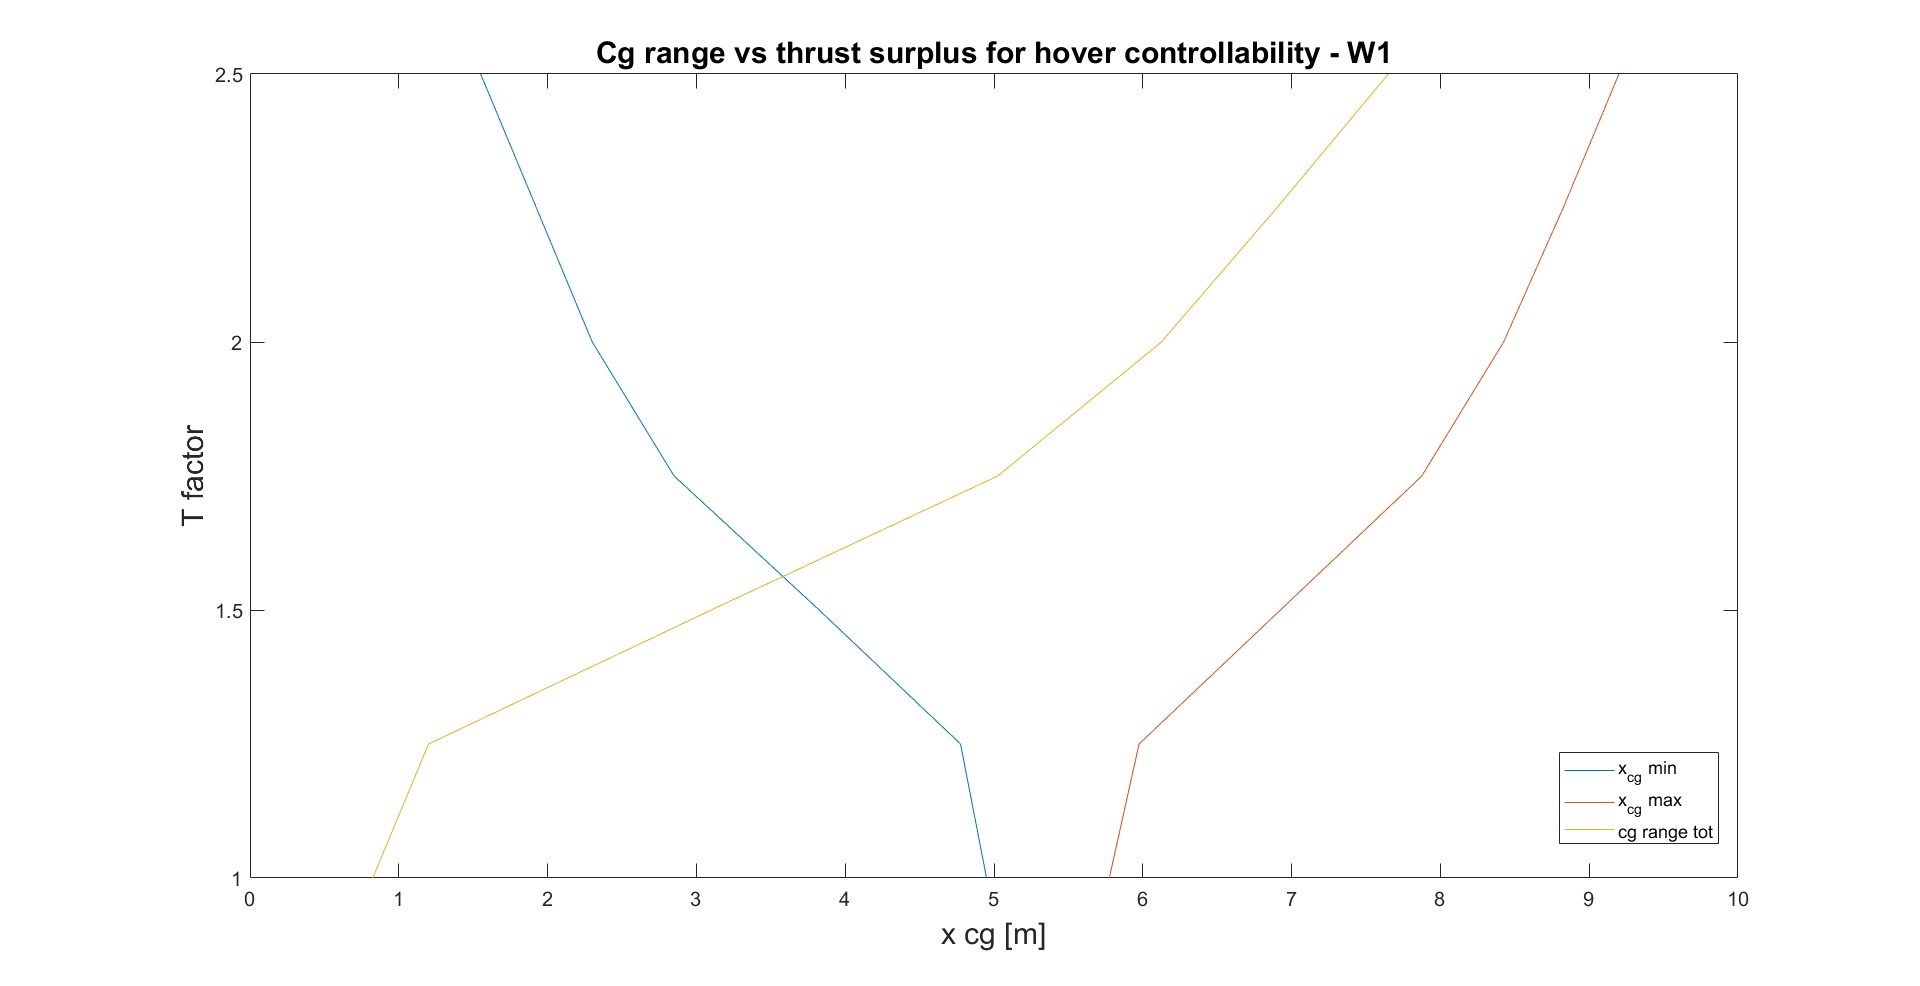 Cg range vs thrust surplus for hover controllability - W1
2.5
2
1.5
1
T factor
0 1 2 3 4 5 6 7 8 9 10
x cg [m]
x_cg min
x_cg max
cg range tot